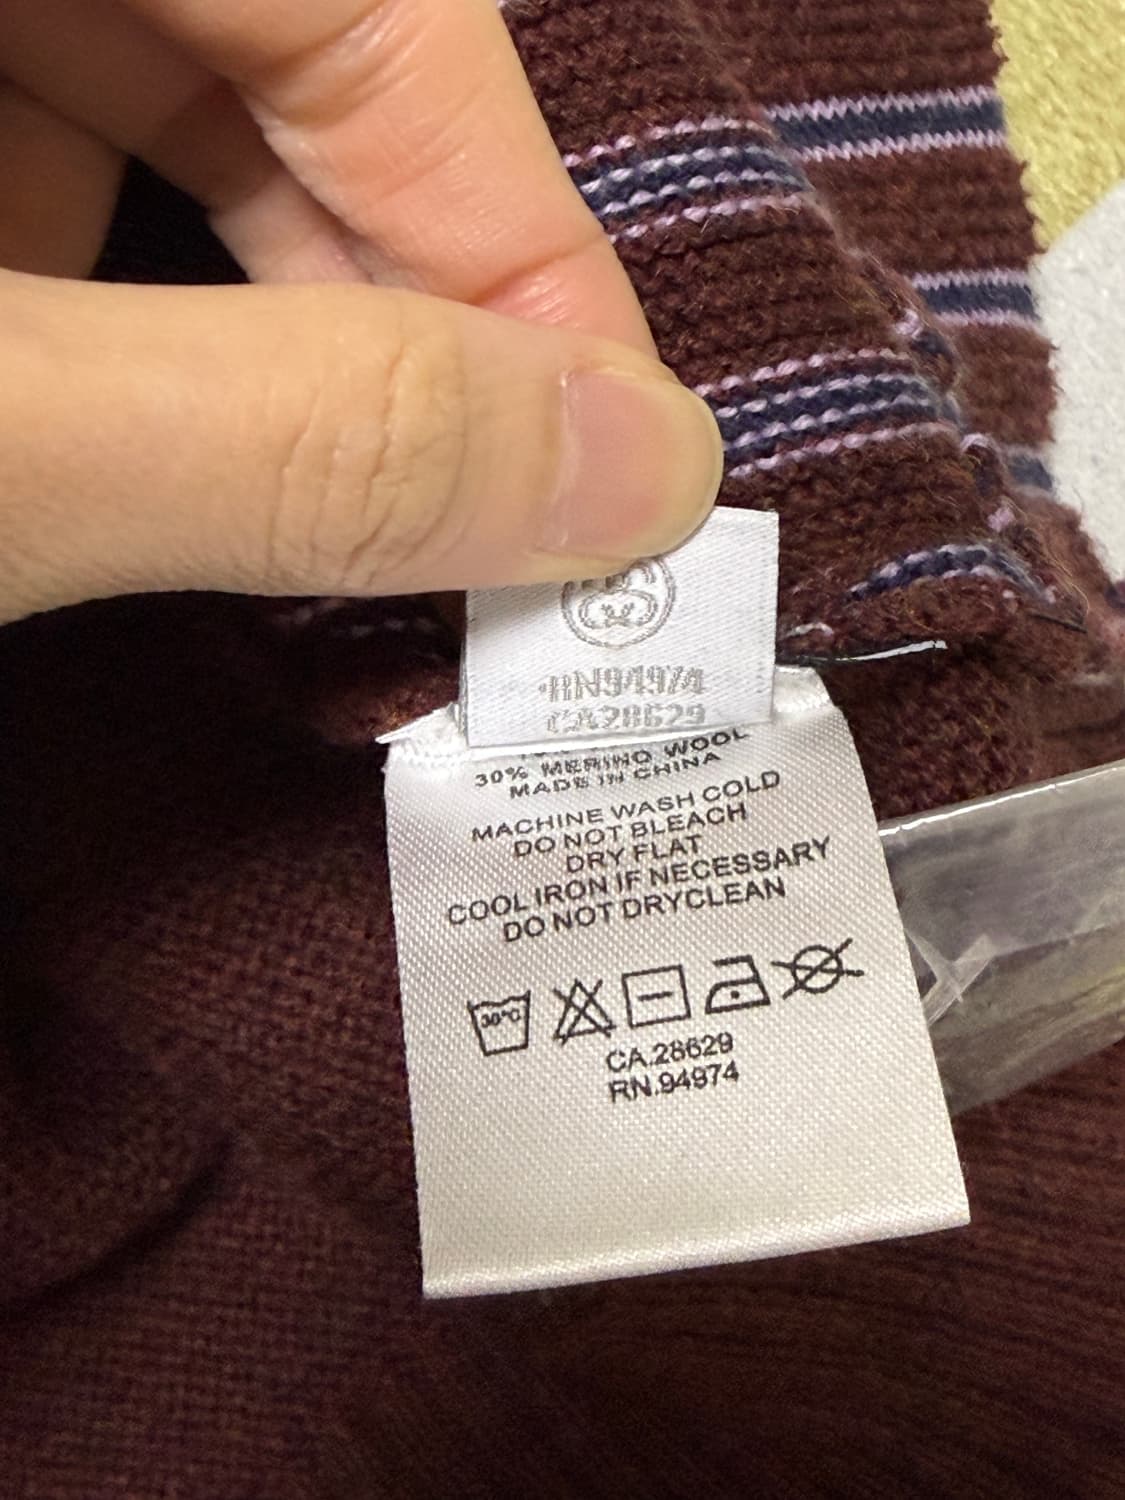 RN94974
CA28629
30% MERINO WOOL
MADE IN CHINA
MACHINE WASH COLD
DO NOT BLEACH
DRY FLAT
COOL IRON IF NECESSARY
DO NOT DRYCLEAN
30°C
CA.28629
RN.94974